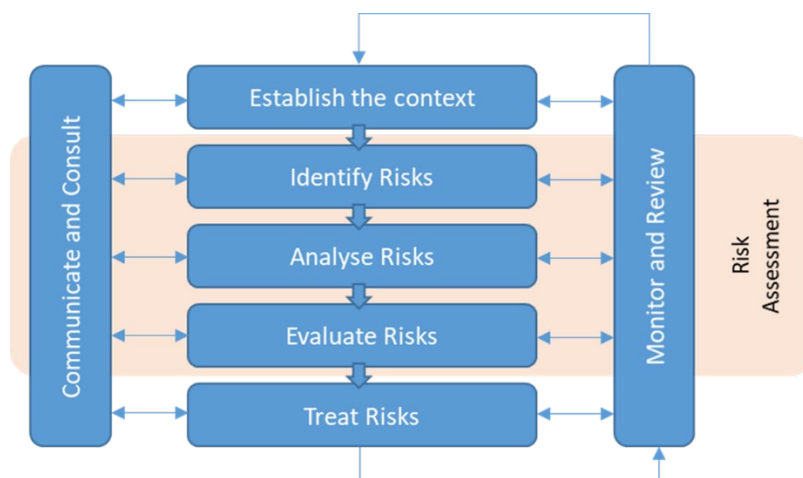 Establish the context
Identify Risks
Analyse Risks
Evaluate Risks
Treat Risks
Communicate and Consult
Monitor and Review
Risk
Assessment